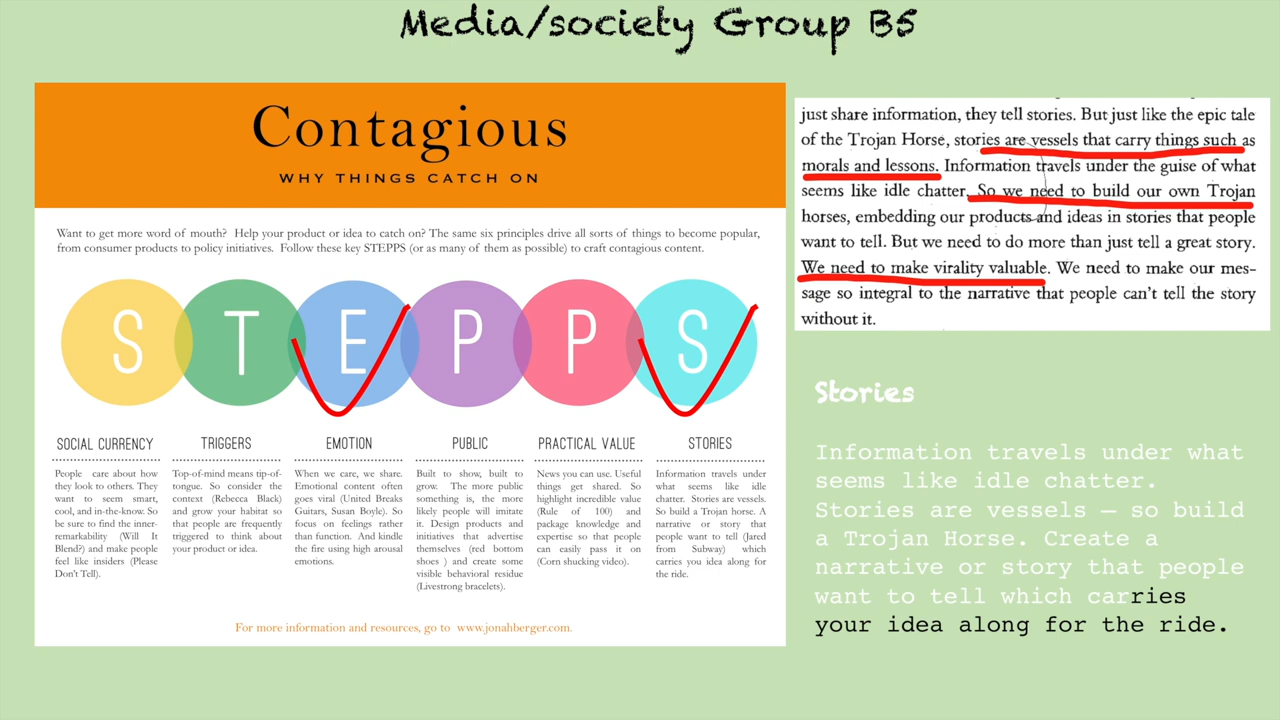 Media/society Group B5
Contagious
WHY THINGS CATCH ON
Want to get more word of mouth? Help your product or idea to catch on? The same six principles drive all sorts of things to become popular,
from consumer products to policy initiatives. Follow these key STEPPS (or as many of them as possible) to craft contagious content.
S T E P P S
SOCIAL CURRENCY
People care about how
they look to others. They
want to seem smart,
cool, and in-the-know. So
be sure to find the inner-
remarkability (Will It
Blend?) and make people
feel like insiders (Please
Don't Tell).
TRIGGERS
Top-of-mind means tip-of-
tongue. So consider the
context (Rebecca Black)
and grow your habitat so
that people are frequently
triggered to think about
your product or idea.
EMOTION
When we care, we share.
Emotional content often
goes viral (United Breaks
Guitars, Susan Boyle). So
focus on feelings rather
than function. And kindle
the fire using high arousal
emotions.
PUBLIC
Built to show, built to
grow. The more public
something is, the more
likely people will imitate
it. Design products and
initiatives that advertise
themselves (red bottom
shoes ) and create some
visible behavioral residue
(Livestrong bracelets).
PRACTICAL VALUE
News you can use. Useful
things get shared. So
highlight incredible value
(Rule of 100) and
package knowledge and
expertise so that people
can easily pass it on
(Corn shucking video).
STORIES
Information travels under
what seems like idle
chatter. Stories are vessels.
So build a Trojan horse. A
narrative or story that
people want to tell (Jared
from Subway) which
carries you idea along for
the ride.
For more information and resources, go to www.jonahberger.com.
just share information, they tell stories. But just like the epic tale
of the Trojan Horse, stories are vessels that carry things such as
morals and lessons. Information travels under the guise of what
seems like idle chatter. So we need to build our own Trojan
horses, embedding our products and ideas in stories that people
want to tell. But we need to do more than just tell a great story.
We need to make virality valuable. We need to make our mes-
sage so integral to the narrative that people can't tell the story
without it.
Stories
Information travels under what
seems like idle chatter.
Stories are vessels – so build
a Trojan Horse. Create a
narrative or story that people
want to tell which carries
your idea along for the ride.